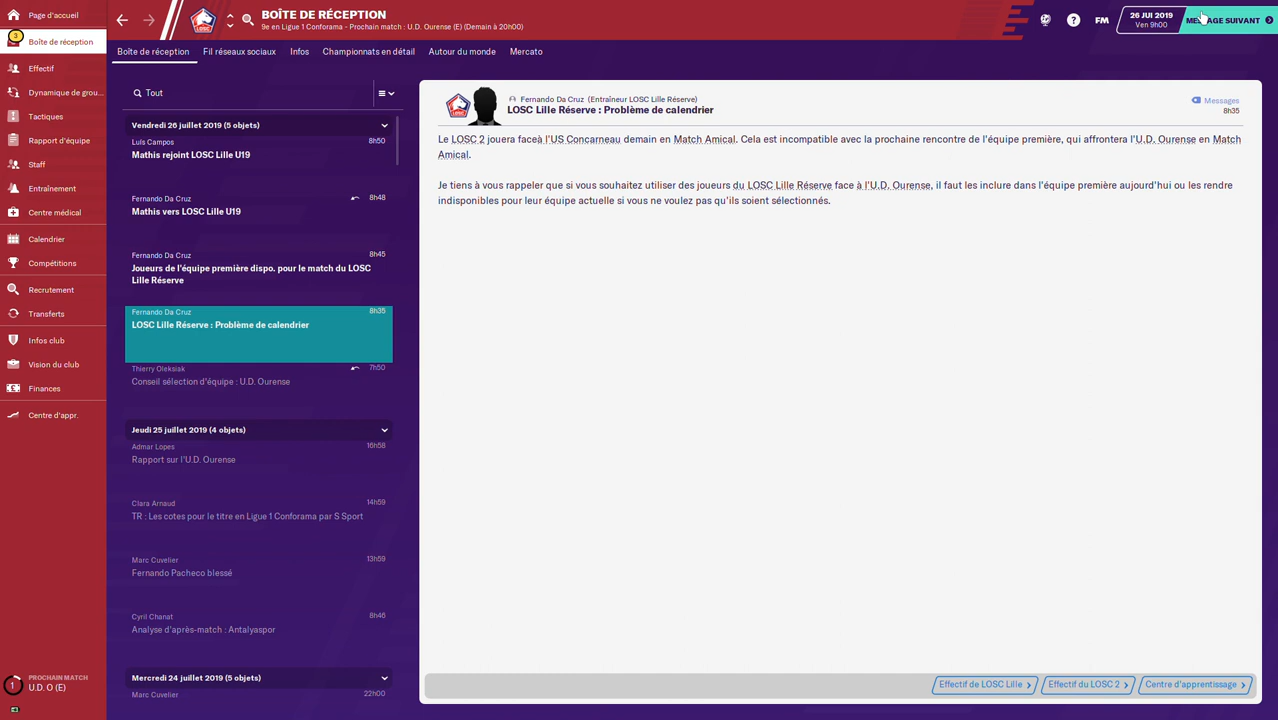 Page d'accueil
3
Boîte de réception
Effectif
Dynamique de grou...
Tactiques
Rapport d'équipe
Staff
Entraînement
Centre médical
Calendrier
Compétitions
Recrutement
Transferts
Infos club
Vision du club
Finances
Centre d'appr.
PROCHAIN MATCH
1
U.D. O (E)
LOSC
BOÎTE DE RÉCEPTION
9e en Ligue 1 Conforama - Prochain match : U.D. Ourense (E) (Demain à 20h00)
?
FM
26 JUI 2019
Ven 9h00
MESSAGE SUIVANT
Boîte de réception
Fil réseaux sociaux
Infos
Championnats en détail
Autour du monde
Mercato
Tout
Vendredi 26 juillet 2019 (5 objets)
Luís Campos 8h50
Mathis rejoint LOSC Lille U19
Fernando Da Cruz 8h48
Mathis vers LOSC Lille U19
Fernando Da Cruz 8h45
Joueurs de l'équipe première dispo. pour le match du LOSC
Lille Réserve
Fernando Da Cruz 8h35
LOSC Lille Réserve : Problème de calendrier
Thierry Oleksiak 7h50
Conseil sélection d'équipe : U.D. Ourense
Jeudi 25 juillet 2019 (4 objets)
Admar Lopes 16h58
Rapport sur l'U.D. Ourense
Clara Arnaud 14h59
TR : Les cotes pour le titre en Ligue 1 Conforama par S Sport
Marc Cuvelier 13h59
Fernando Pacheco blessé
Cyril Chanat 8h46
Analyse d'après-match : Antalyaspor
Mercredi 24 juillet 2019 (5 objets)
Marc Cuvelier 22h00
LOSC
Fernando Da Cruz (Entraîneur LOSC Lille Réserve)
LOSC Lille Réserve : Problème de calendrier
Messages
8h35
Le LOSC 2 jouera faceà l'US Concarneau demain en Match Amical. Cela est incompatible avec la prochaine rencontre de l'équipe première, qui affrontera l'U.D. Ourense en Match
Amical.
Je tiens à vous rappeler que si vous souhaitez utiliser des joueurs du LOSC Lille Réserve face à l'U.D. Ourense, il faut les inclure dans l'équipe première aujourd'hui ou les rendre
indisponibles pour leur équipe actuelle si vous ne voulez pas qu'ils soient sélectionnés.
Effectif de LOSC Lille
Effectif du LOSC 2
Centre d'apprentissage